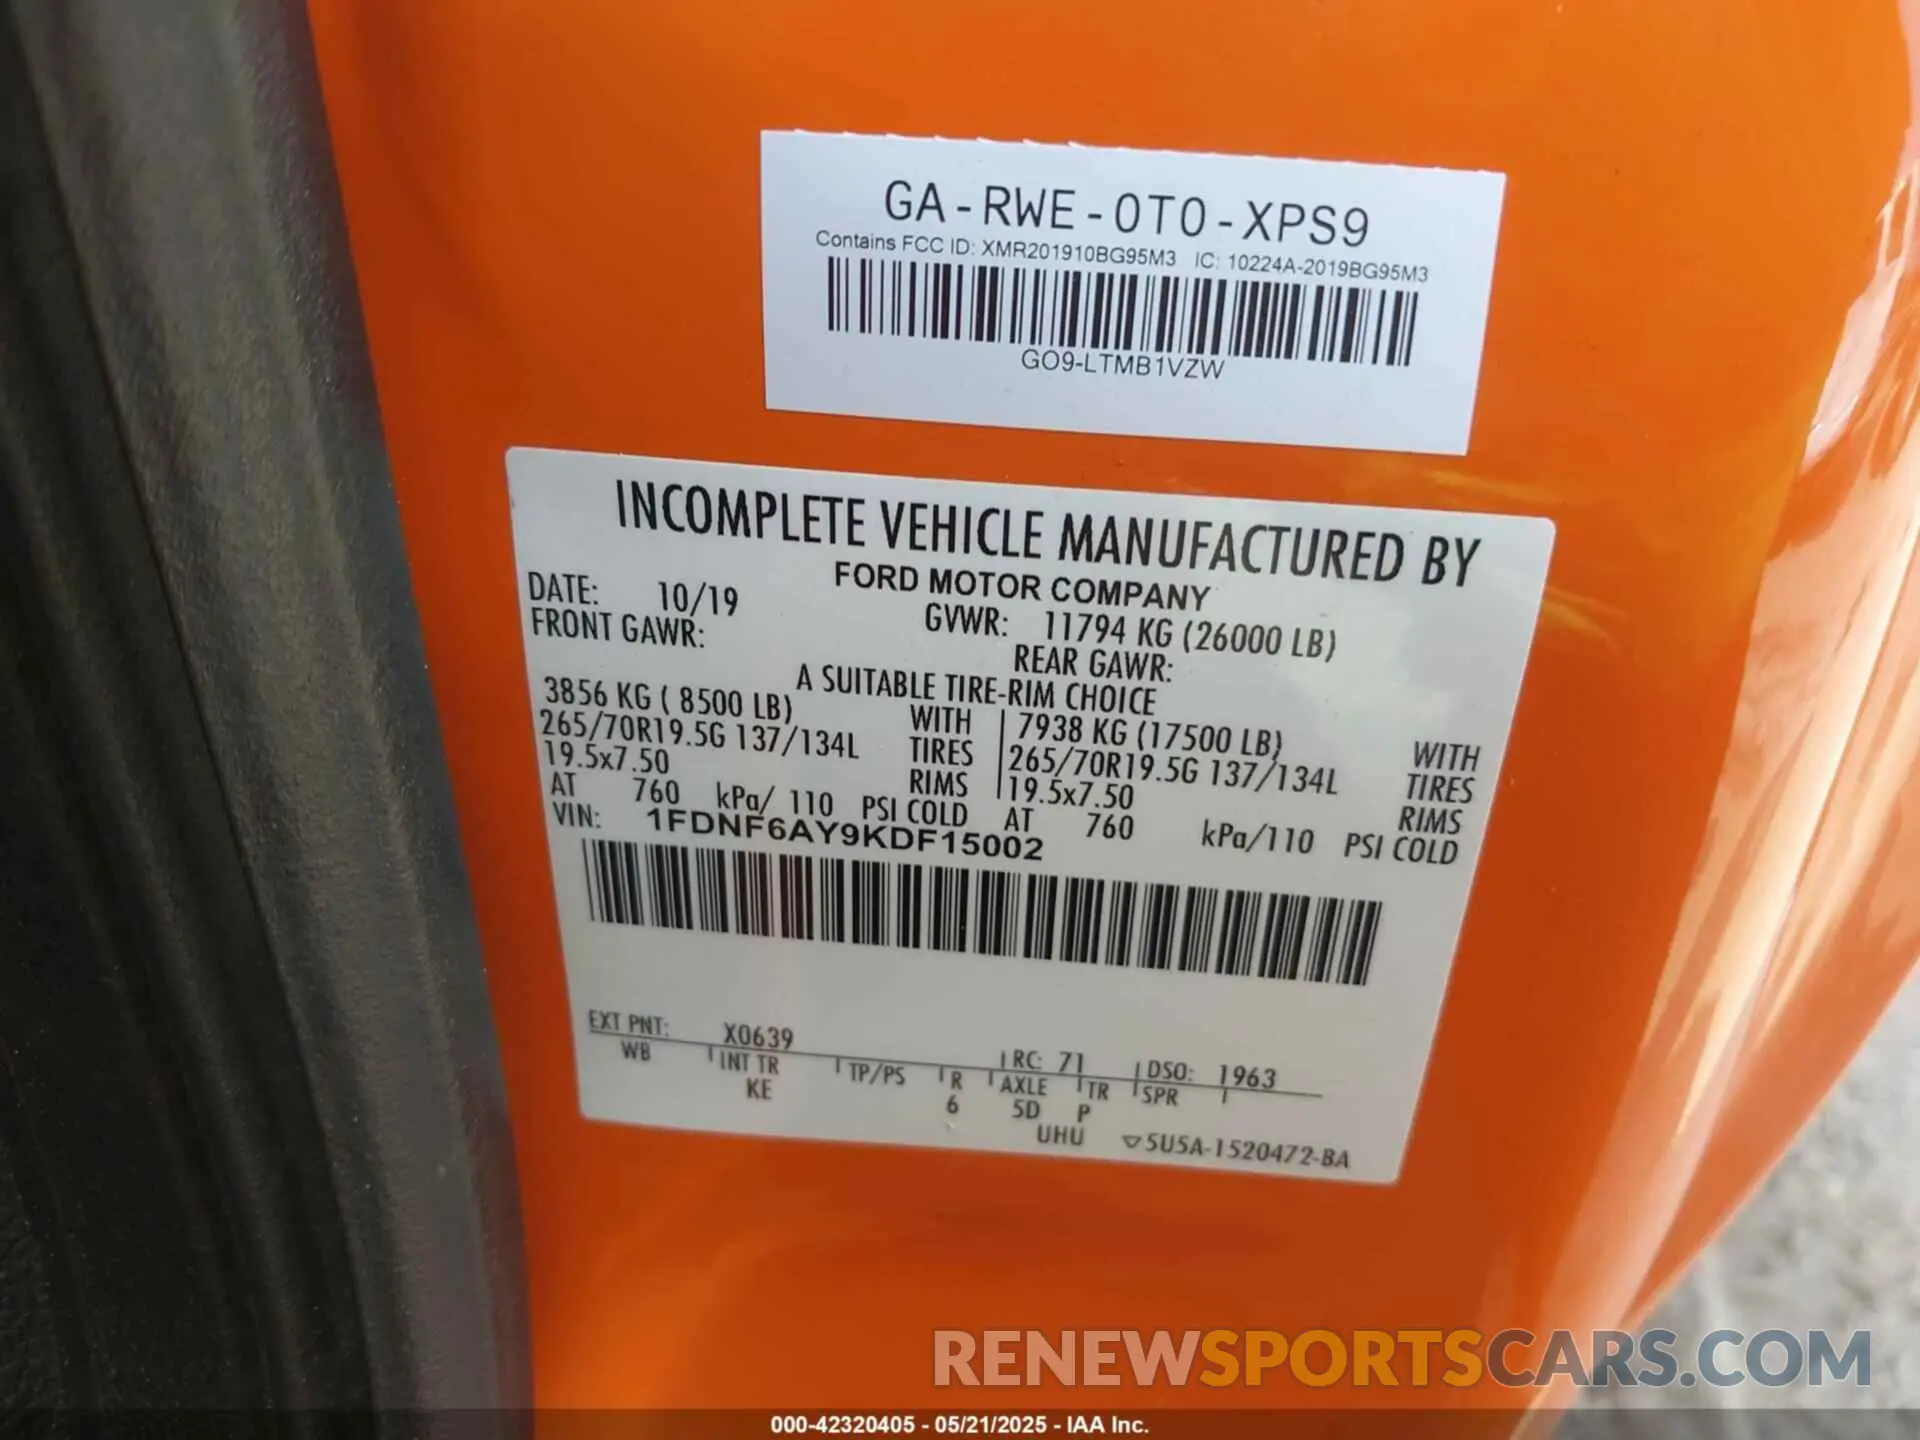 GA-RWE-0T0-XPS9
Contains FCC ID: XMR201910BG95M3 IC: 10224A-2019BG95M3
GO9-LTMB1VZW
INCOMPLETE VEHICLE MANUFACTURED BY
FORD MOTOR COMPANY
DATE: 10/19 GVWR: 11794 KG (26000 LB)
FRONT GAWR: REAR GAWR:
A SUITABLE TIRE-RIM CHOICE
3856 KG ( 8500 LB) WITH 7938 KG (17500 LB) WITH
265/70R19.5G 137/134L TIRES 265/70R19.5G 137/134L TIRES
19.5x7.50 RIMS 19.5x7.50 RIMS
AT 760 kPa/ 110 PSI COLD AT 760 kPa/110 PSI COLD
VIN: 1FDNF6AY9KDF15002
EXT PNT: X0639 RC: 71 DSO: 1963
WB INT TR TP/PS R AXLE TR SPR
KE 6 5D P
UHU ▽5U5A-1520472-BA
RENEWSPORTSCARS.COM
000-42320405 - 05/21/2025 - IAA Inc.